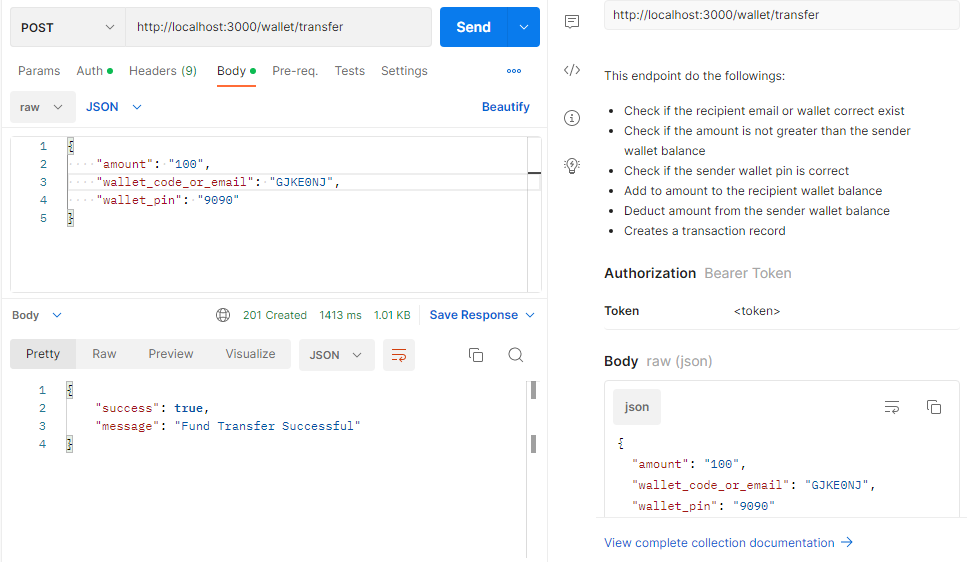 POST
http://localhost:3000/wallet/transfer
Send
Params Auth Headers (9) Body Pre-req. Tests Settings
raw JSON Beautify
1 {
2 "amount": "100",
3 "wallet_code_or_email": "GJKE0NJ",
4 "wallet_pin": "9090"
5 }
Body 201 Created 1413 ms 1.01 KB Save Response
Pretty Raw Preview Visualize JSON
1 {
2 "success": true,
3 "message": "Fund Transfer Successful"
4 }
http://localhost:3000/wallet/transfer
This endpoint do the followings:
• Check if the recipient email or wallet correct exist
• Check if the amount is not greater than the sender
wallet balance
• Check if the sender wallet pin is correct
• Add to amount to the recipient wallet balance
• Deduct amount from the sender wallet balance
• Creates a transaction record
Authorization Bearer Token
Token <token>
Body raw (json)
json
{
"amount": "100",
"wallet_code_or_email": "GJKE0NJ",
"wallet_pin": "9090"
View complete collection documentation →